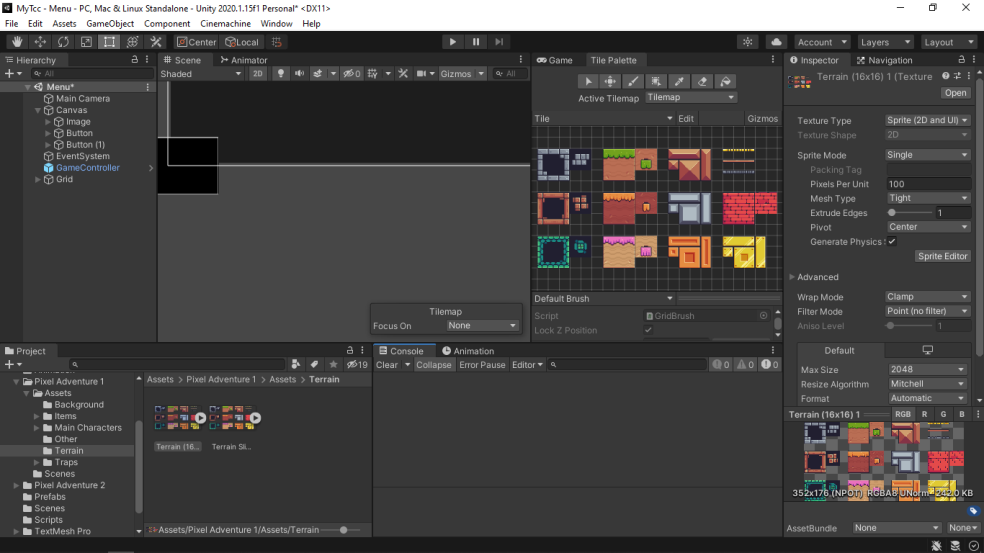 MyTcc - Menu - PC, Mac & Linux Standalone - Unity 2020.1.15f1 Personal* <DX11>
File Edit Assets GameObject Component Cinemachine Window Help
Center Local Account Layers Layout
Hierarchy Scene Animator Game Tile Palette Inspector Navigation
All
Shaded 2D 0 Gizmos All
Menu*
Main Camera
Canvas
Image
Button
Button (1)
EventSystem
GameController
Grid
Tilemap
Focus On None
Active Tilemap Tilemap
Tile Edit Gizmos
Default Brush
Script GridBrush
Lock Z Position
Terrain (16x16) 1 (Texture
Open
Texture Type Sprite (2D and UI)
Texture Shape 2D
Sprite Mode Single
Packing Tag
Pixels Per Unit 100
Mesh Type Tight
Extrude Edges 1
Pivot Center
Generate Physics
Sprite Editor
Advanced
Wrap Mode Clamp
Filter Mode Point (no filter)
Aniso Level 1
Default
Max Size 2048
Resize Algorithm Mitchell
Format Automatic
Terrain (16x16) 1 RGB R G B
352x176 (NPOT) RGBA8 UNorm 242.0 KB
AssetBundle None None
Project
19
Pixel Adventure 1
Assets
Background
Items
Main Characters
Other
Terrain
Traps
Scenes
Pixel Adventure 2
Prefabs
Scenes
Scripts
TextMesh Pro
Assets Pixel Adventure 1 Assets Terrain
Terrain (16... Terrain Sli...
Assets/Pixel Adventure 1/Assets/Terrain
Console Animation
Clear Collapse Error Pause Editor 0 0 0